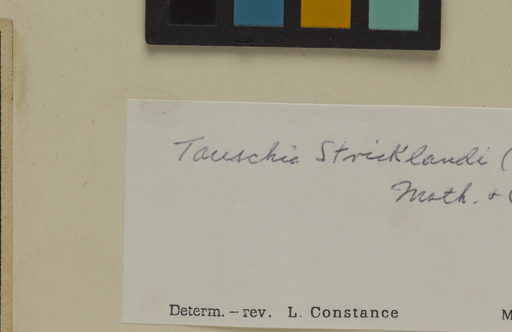 Tauschia Stricklandi (
Math. + (
Determ. – rev. L. Constance M